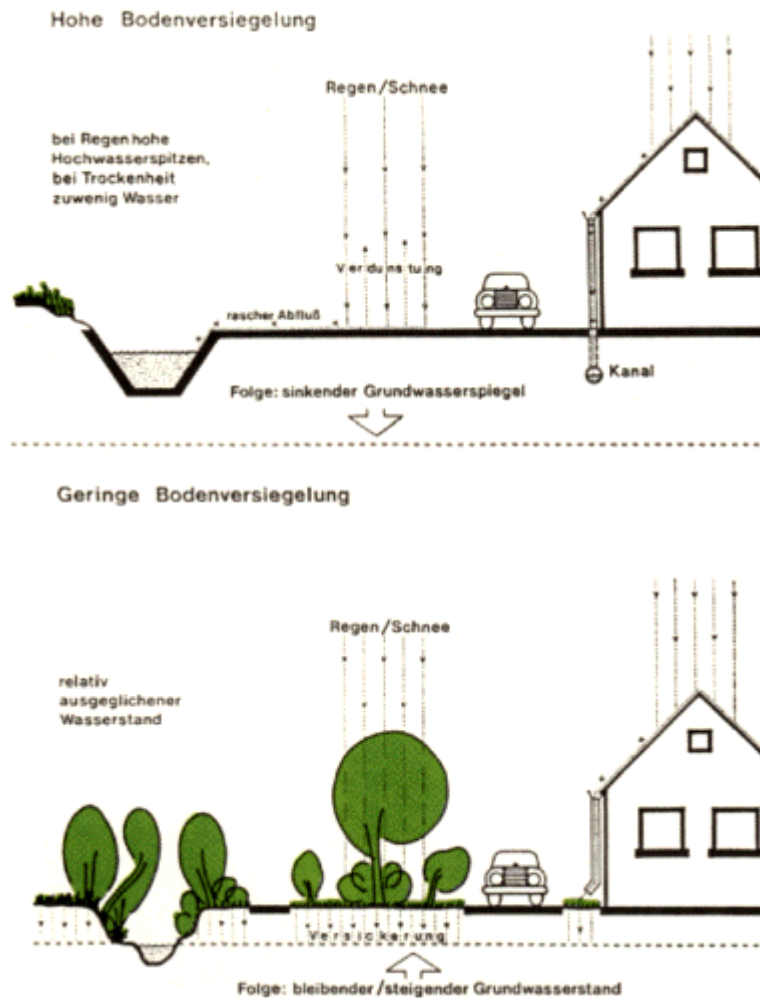 Hohe Bodenversiegelung
Regen/Schnee
bei Regen hohe
Hochwasserspitzen,
bei Trockenheit
zuwenig Wasser
Verdunstung
rascher Abfluß
Kanal
Folge: sinkender Grundwasserspiegel
Geringe Bodenversiegelung
Regen/Schnee
relativ
ausgeglichener
Wasserstand
Versickerung
Folge: bleibender/steigender Grundwasserstand